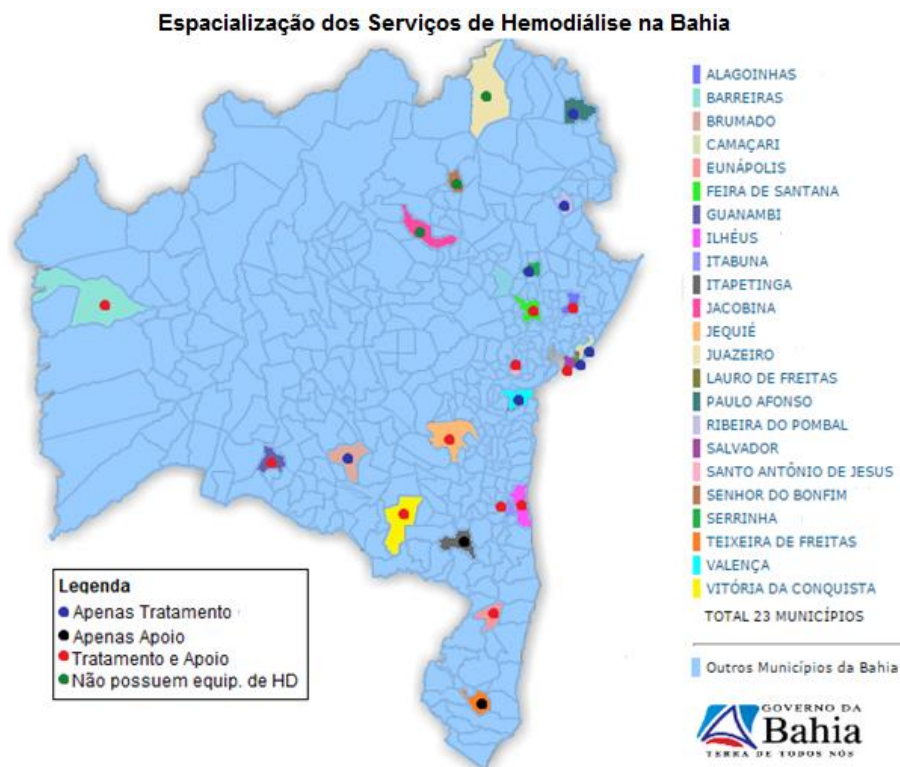 Espacialização dos Serviços de Hemodiálise na Bahia
ALAGOINHAS
BARREIRAS
BRUMADO
CAMAÇARI
EUNÁPOLIS
FEIRA DE SANTANA
GUANAMBI
ILHÉUS
ITABUNA
ITAPETINGA
JACOBINA
JEQUIÉ
JUAZEIRO
LAURO DE FREITAS
PAULO AFONSO
RIBEIRA DO POMBAL
SALVADOR
SANTO ANTÔNIO DE JESUS
SENHOR DO BONFIM
SERRINHA
TEIXEIRA DE FREITAS
VALENÇA
VITÓRIA DA CONQUISTA
TOTAL 23 MUNICÍPIOS
Outros Municípios da Bahia
Legenda
Apenas Tratamento
Apenas Apoio
Tratamento e Apoio
Não possuem equip. de HD
GOVERNO DA
Bahia
TERRA DE TODOS NÓS